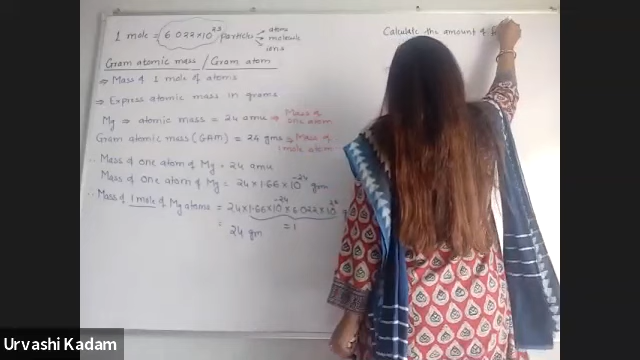 1 mole = 6.022×10²³ particles
atoms
molecule
ions
Gram atomic mass / Gram atom
⇒ Mass of 1 mole of atoms
⇒ Express atomic mass in grams
Mg ⇒ atomic mass = 24 amu ⇒ Mass of one atom
Gram atomic mass (GAM) = 24 gms ⇒ Mass of 1 mole atom
∴ Mass of one atom of Mg = 24 amu
Mass of one atom of Mg = 24×1.66×10⁻²⁴ gm
∴ Mass of 1 mole of Mg atoms = 24×1.66×10⁻²⁴×6.022×10²³ g
= 24 gm = 1
Calculate the amount of
Urvashi Kadam